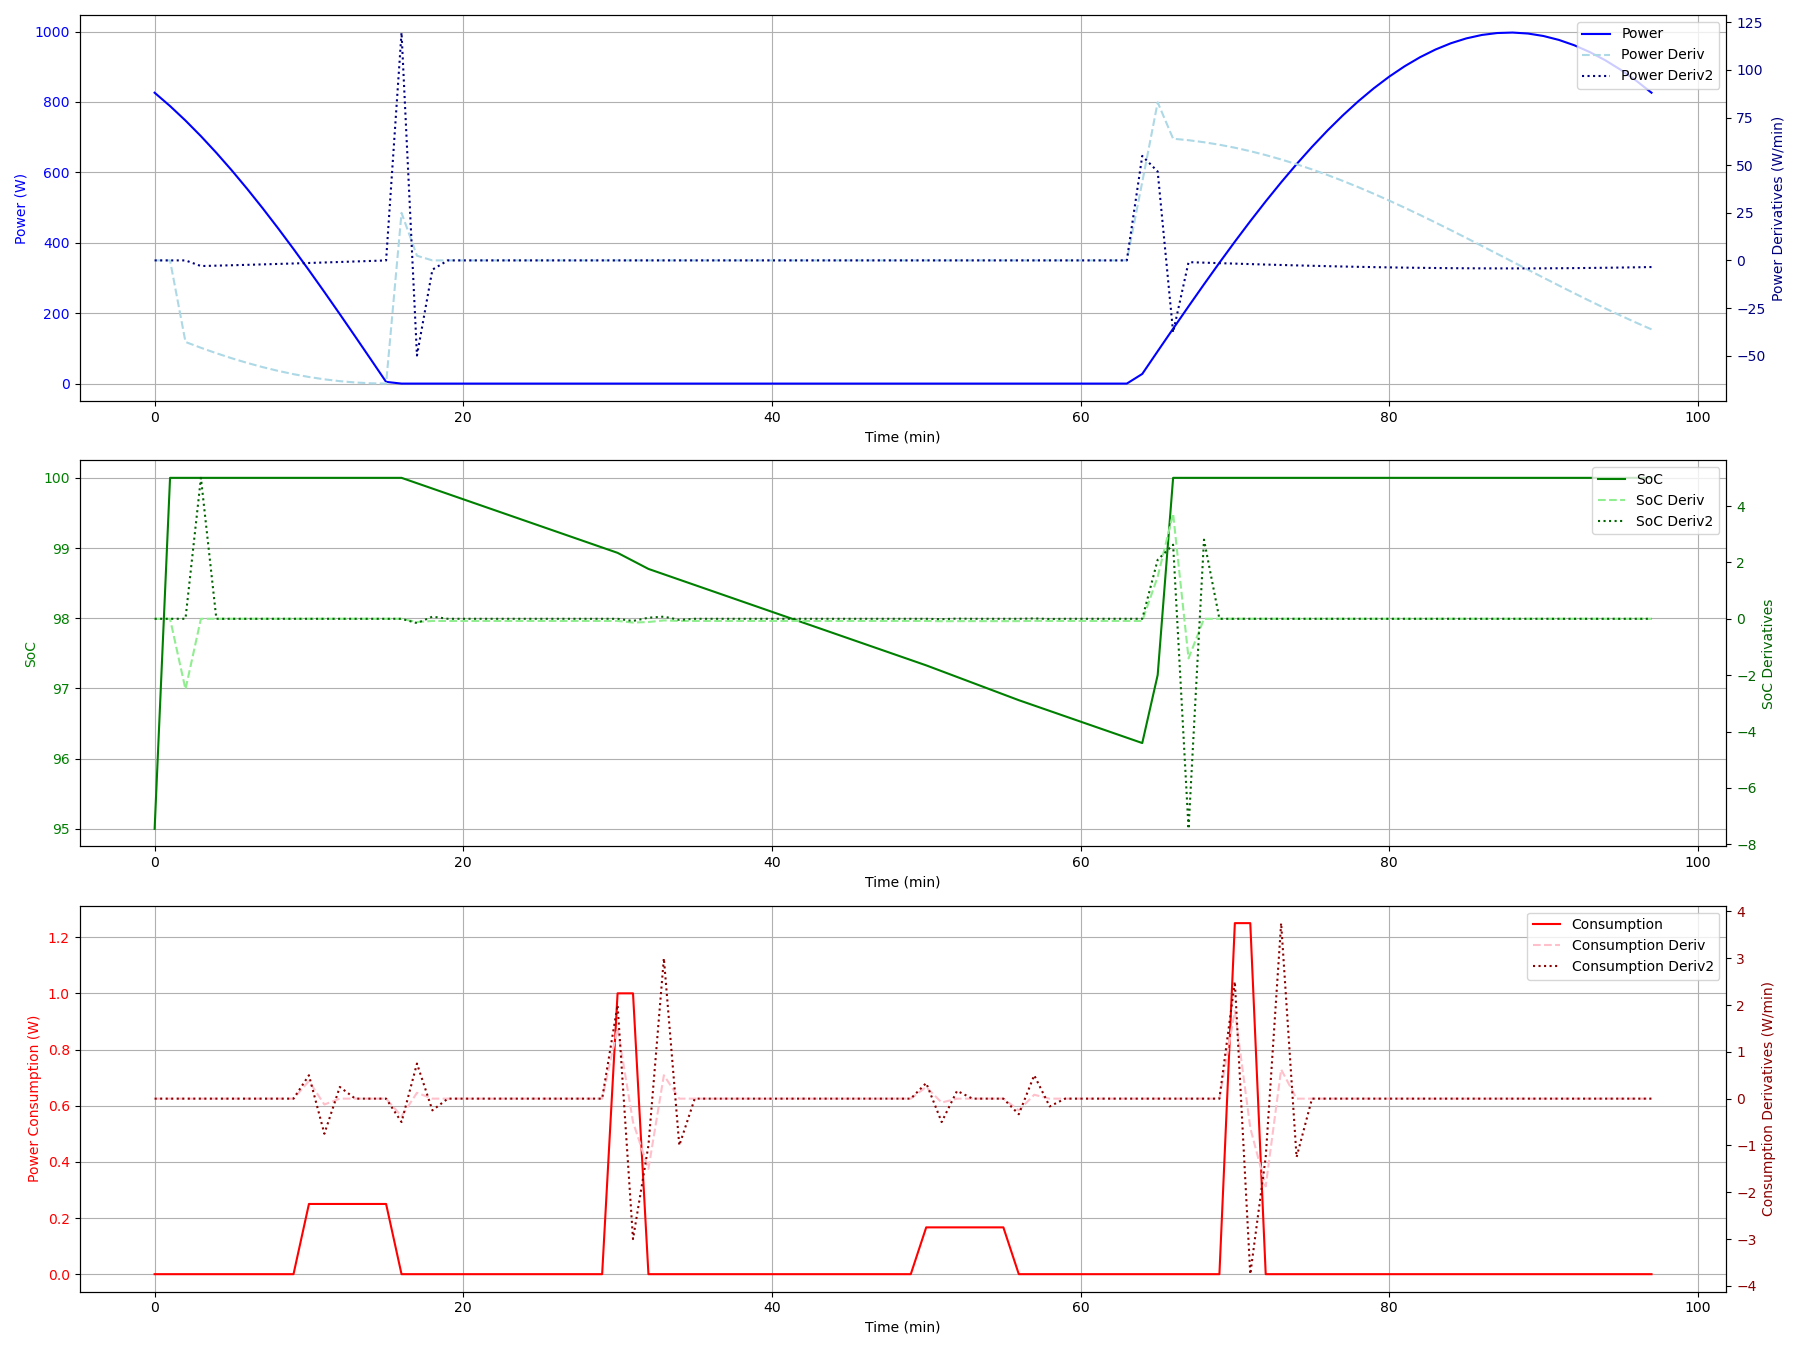 1000
800
600
400
200
0
Power (W)
125
100
75
50
25
0
−25
−50
Power Derivatives (W/min)
Power
Power Deriv
Power Deriv2
0 20 40 60 80 100
Time (min)
100
99
98
97
96
95
SoC
4
2
0
−2
−4
−6
−8
SoC Derivatives
SoC
SoC Deriv
SoC Deriv2
0 20 40 60 80 100
Time (min)
1.2
1.0
0.8
0.6
0.4
0.2
0.0
Power Consumption (W)
4
3
2
1
0
−1
−2
−3
−4
Consumption Derivatives (W/min)
Consumption
Consumption Deriv
Consumption Deriv2
0 20 40 60 80 100
Time (min)